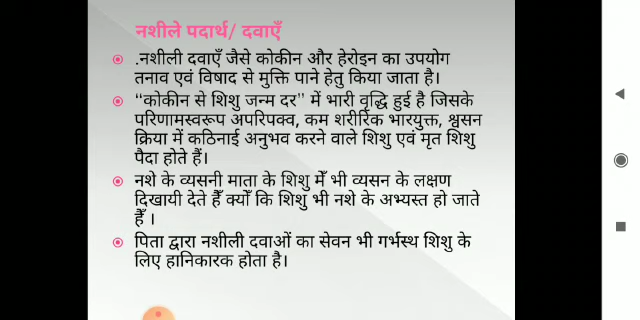 नशीले पदार्थ/ दवाएँ
.नशीली दवाएँ जैसे कोकीन और हेरोइन का उपयोग
तनाव एवं विषाद से मुक्ति पाने हेतु किया जाता है।
"कोकीन से शिशु जन्म दर" में भारी वृद्धि हुई है जिसके
परिणामस्वरूप अपरिपक्व, कम शरीरिक भारयुक्त, श्वसन
क्रिया में कठिनाई अनुभव करने वाले शिशु एवं मृत शिशु
पैदा होते हैं।
नशे के व्यसनी माता के शिशु मेँ भी व्यसन के लक्षण
दिखायी देते हैँ क्योँ कि शिशु भी नशे के अभ्यस्त हो जाते
हैँ ।
पिता द्वारा नशीली दवाओं का सेवन भी गर्भस्थ शिशु के
लिए हानिकारक होता है।